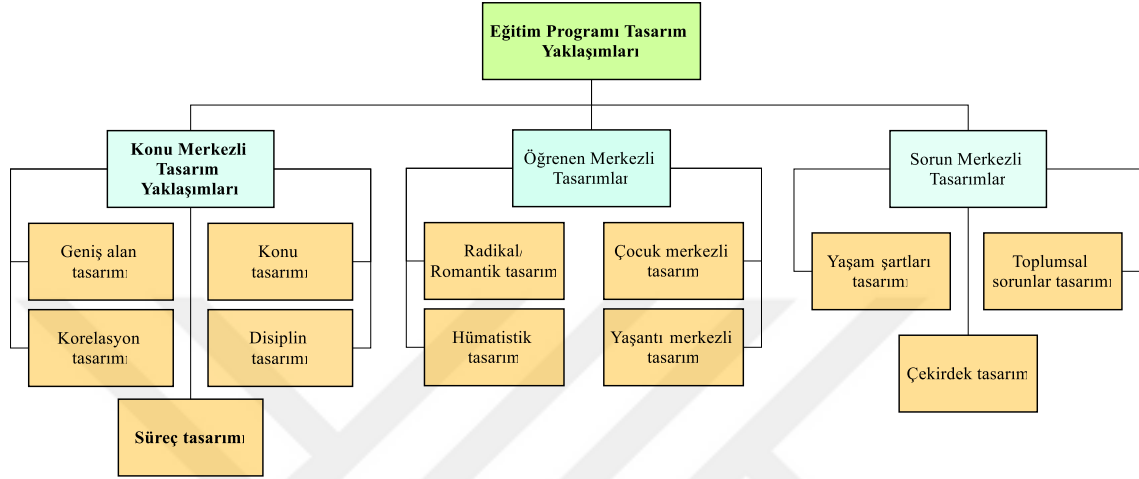 Eğitim Programı Tasarım
Yaklaşımları
Konu Merkezli
Tasarım
Yaklaşımları
Geniş alan
tasarımı
Konu
tasarımı
Korelasyon
tasarımı
Disiplin
tasarımı
Süreç tasarımı
Öğrenen Merkezli
Tasarımlar
Radikal/
Romantik tasarım
Çocuk merkezli
tasarım
Hümatistik
tasarım
Yaşantı merkezli
tasarım
Sorun Merkezli
Tasarımlar
Yaşam şartları
tasarımı
Toplumsal
sorunlar tasarımı
Çekirdek tasarım